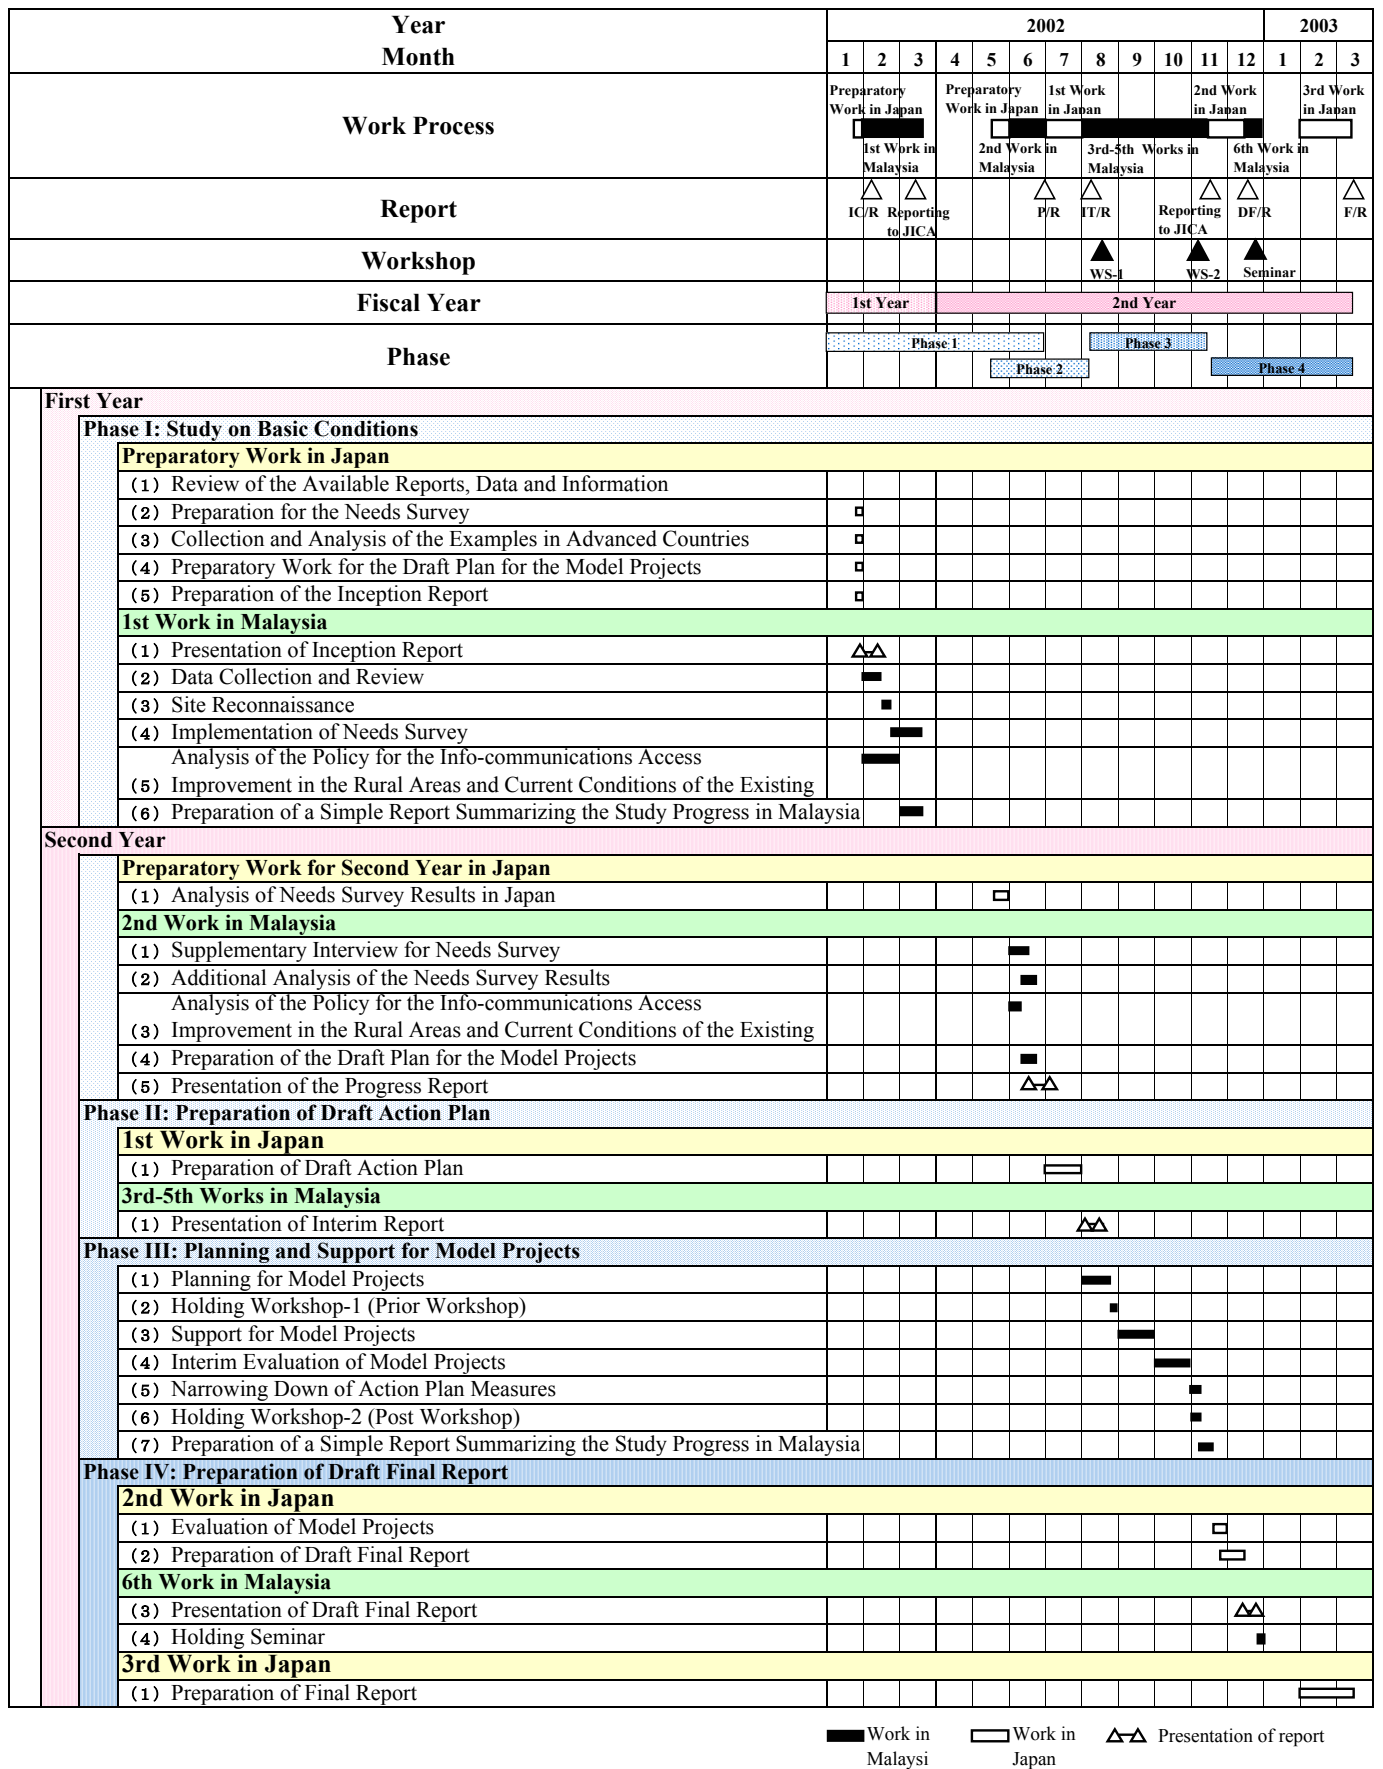 Year 2002 2003
Month 1 2 3 4 5 6 7 8 9 10 11 12 1 2 3
Preparatory Preparatory 1st Work 2nd Work 3rd Work
Work in Japan Work in Japan in Japan in Japan in Japan
Work Process
1st Work in 2nd Work in 3rd-5th Works in 6th Work in
Malaysia Malaysia Malaysia Malaysia
Report
IC/R Reporting P/R IT/R Reporting DF/R F/R
to JICA to JICA
Workshop
WS-1 WS-2 Seminar
Fiscal Year 1st Year 2nd Year
Phase 1 Phase 3
Phase
Phase 2 Phase 4
First Year
Phase I: Study on Basic Conditions
Preparatory Work in Japan
(1) Review of the Available Reports, Data and Information
(2) Preparation for the Needs Survey
(3) Collection and Analysis of the Examples in Advanced Countries
(4) Preparatory Work for the Draft Plan for the Model Projects
(5) Preparation of the Inception Report
1st Work in Malaysia
(1) Presentation of Inception Report
(2) Data Collection and Review
(3) Site Reconnaissance
(4) Implementation of Needs Survey
Analysis of the Policy for the Info-communications Access
(5) Improvement in the Rural Areas and Current Conditions of the Existing
(6) Preparation of a Simple Report Summarizing the Study Progress in Malaysia
Second Year
Preparatory Work for Second Year in Japan
(1) Analysis of Needs Survey Results in Japan
2nd Work in Malaysia
(1) Supplementary Interview for Needs Survey
(2) Additional Analysis of the Needs Survey Results
Analysis of the Policy for the Info-communications Access
(3) Improvement in the Rural Areas and Current Conditions of the Existing
(4) Preparation of the Draft Plan for the Model Projects
(5) Presentation of the Progress Report
Phase II: Preparation of Draft Action Plan
1st Work in Japan
(1) Preparation of Draft Action Plan
3rd-5th Works in Malaysia
(1) Presentation of Interim Report
Phase III: Planning and Support for Model Projects
(1) Planning for Model Projects
(2) Holding Workshop-1 (Prior Workshop)
(3) Support for Model Projects
(4) Interim Evaluation of Model Projects
(5) Narrowing Down of Action Plan Measures
(6) Holding Workshop-2 (Post Workshop)
(7) Preparation of a Simple Report Summarizing the Study Progress in Malaysia
Phase IV: Preparation of Draft Final Report
2nd Work in Japan
(1) Evaluation of Model Projects
(2) Preparation of Draft Final Report
6th Work in Malaysia
(3) Presentation of Draft Final Report
(4) Holding Seminar
3rd Work in Japan
(1) Preparation of Final Report
Work in Work in Presentation of report
Malaysi Japan